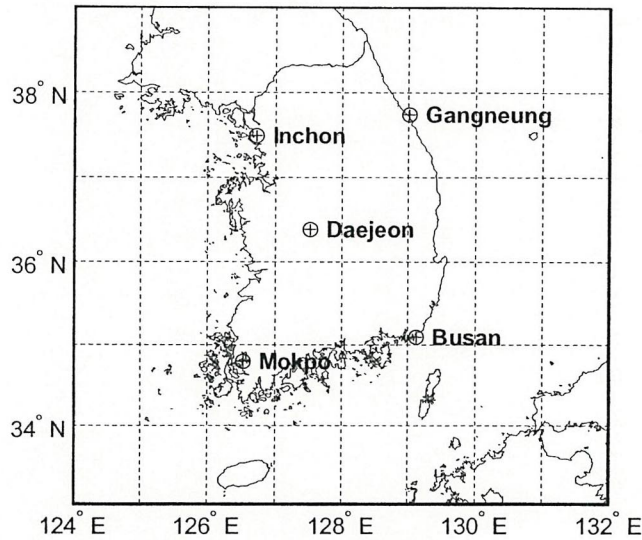 38° N
Gangneung
Inchon
Daejeon
36° N
Busan
Mokpo
34° N
124° E 126° E 128° E 130° E 132° E